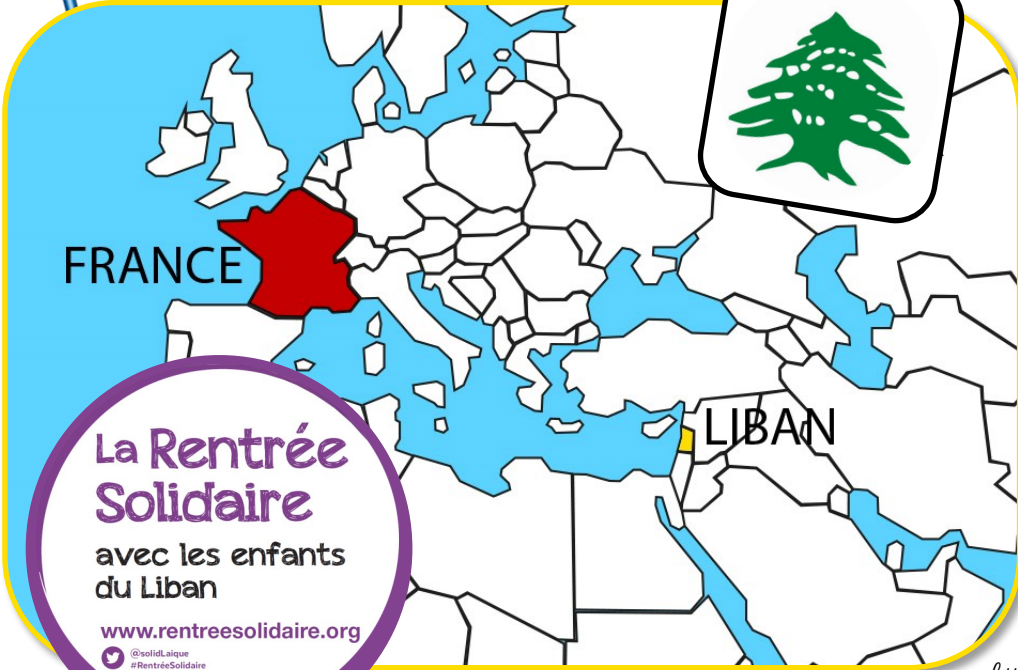 FRANCE
LIBAN
La Rentrée
Solidaire
avec les enfants
du Liban
www.rentreesolidaire.org
@solidLaique
#RentréeSolidaire